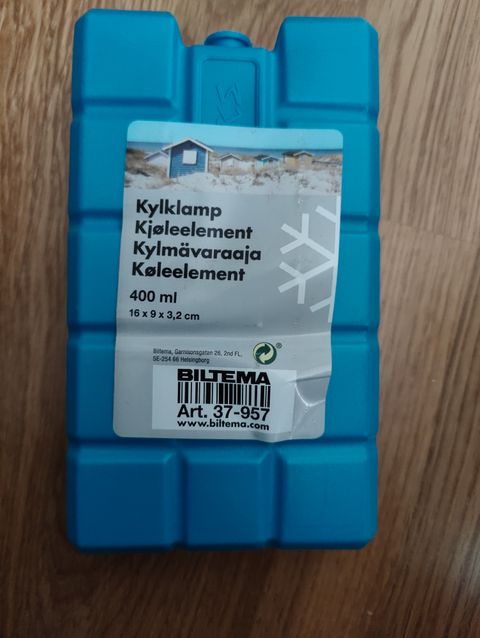 Kylklamp
Kjøleelement
Kylmävaraaja
Køleelement
400 ml
16 x 9 x 3,2 cm
Biltema, Garnisonsgatan 26, 2nd FL,
SE-254 66 Helsingborg
®
BILTEMA
Art. 37-957
www.biltema.com